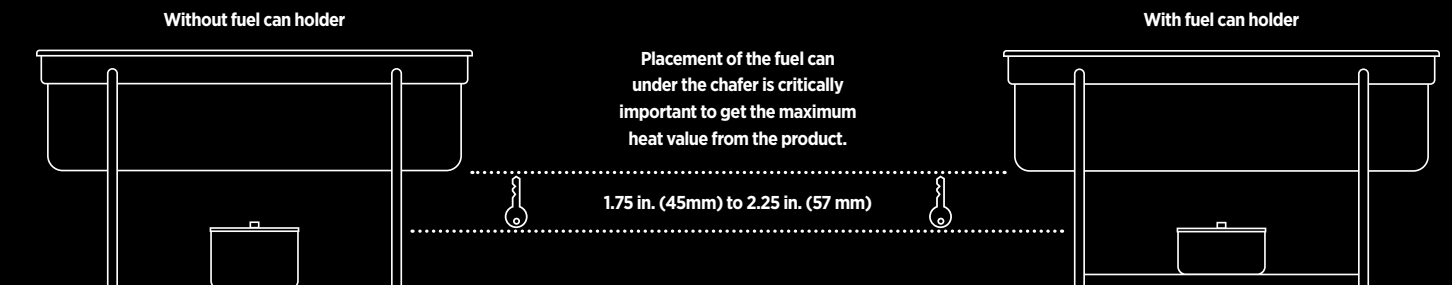 Without fuel can holder
With fuel can holder
Placement of the fuel can
under the chafer is critically
important to get the maximum
heat value from the product.
1.75 in. (45mm) to 2.25 in. (57 mm)